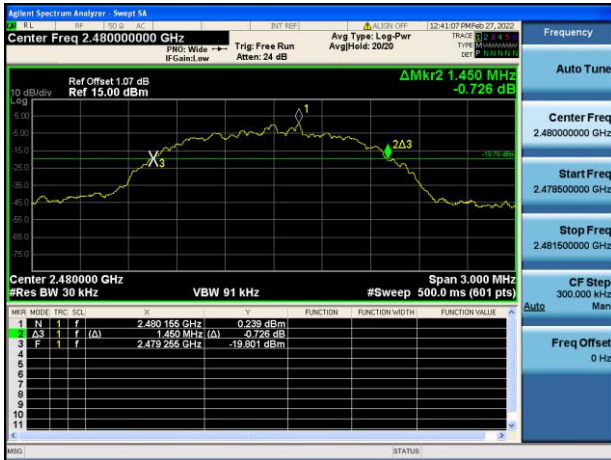 Agilent Spectrum Analyzer - Swept SA
RL RF 50 Ω AC INT REF ALIGN OFF 12:41:07 PM Feb 27, 2022
Center Freq 2.480000000 GHz
PNO: Wide
IFGain:Low
Trig: Free Run
Atten: 24 dB
Avg Type: Log-Pwr
Avg|Hold: 20/20
TRACE 1 2 3 4 5 6
TYPE MWWWWW
DET P NNNNN
Ref Offset 1.07 dB
10 dB/div Ref 15.00 dBm
ΔMkr2 1.450 MHz
-0.726 dB
Log
5.00
-5.00
-15.0
-25.0
-35.0
-45.0
-55.0
-65.0
-75.0
1
2Δ3
3
-19.76 dBm
Center 2.480000 GHz Span 3.000 MHz
#Res BW 30 kHz VBW 91 kHz #Sweep 500.0 ms (601 pts)
MKR MODE TRC SCL X Y FUNCTION FUNCTION WIDTH FUNCTION VALUE
1 N 1 f 2.480 155 GHz 0.239 dBm
2 Δ3 1 f (Δ) 1.450 MHz (Δ) -0.726 dB
3 F 1 f 2.479 255 GHz -19.801 dBm
4
5
6
7
8
9
10
11
MSG STATUS
Frequency
Auto Tune
Center Freq
2.480000000 GHz
Start Freq
2.478500000 GHz
Stop Freq
2.481500000 GHz
CF Step
300.000 kHz
Auto Man
Freq Offset
0 Hz